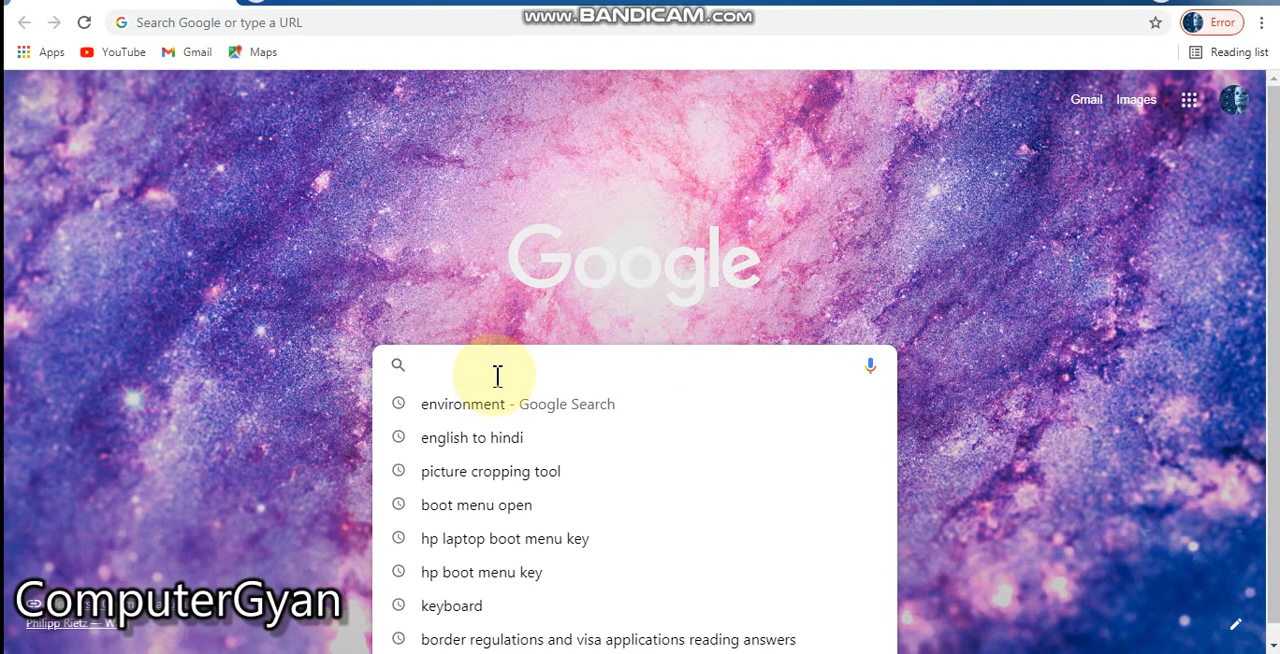 www.BANDICAM.com
Search Google or type a URL
Error
Apps YouTube Gmail Maps
Reading list
Gmail Images
Google
environment - Google Search
english to hindi
picture cropping tool
boot menu open
hp laptop boot menu key
hp boot menu key
keyboard
border regulations and visa applications reading answers
ComputerGyan
Philipp Rietz — W